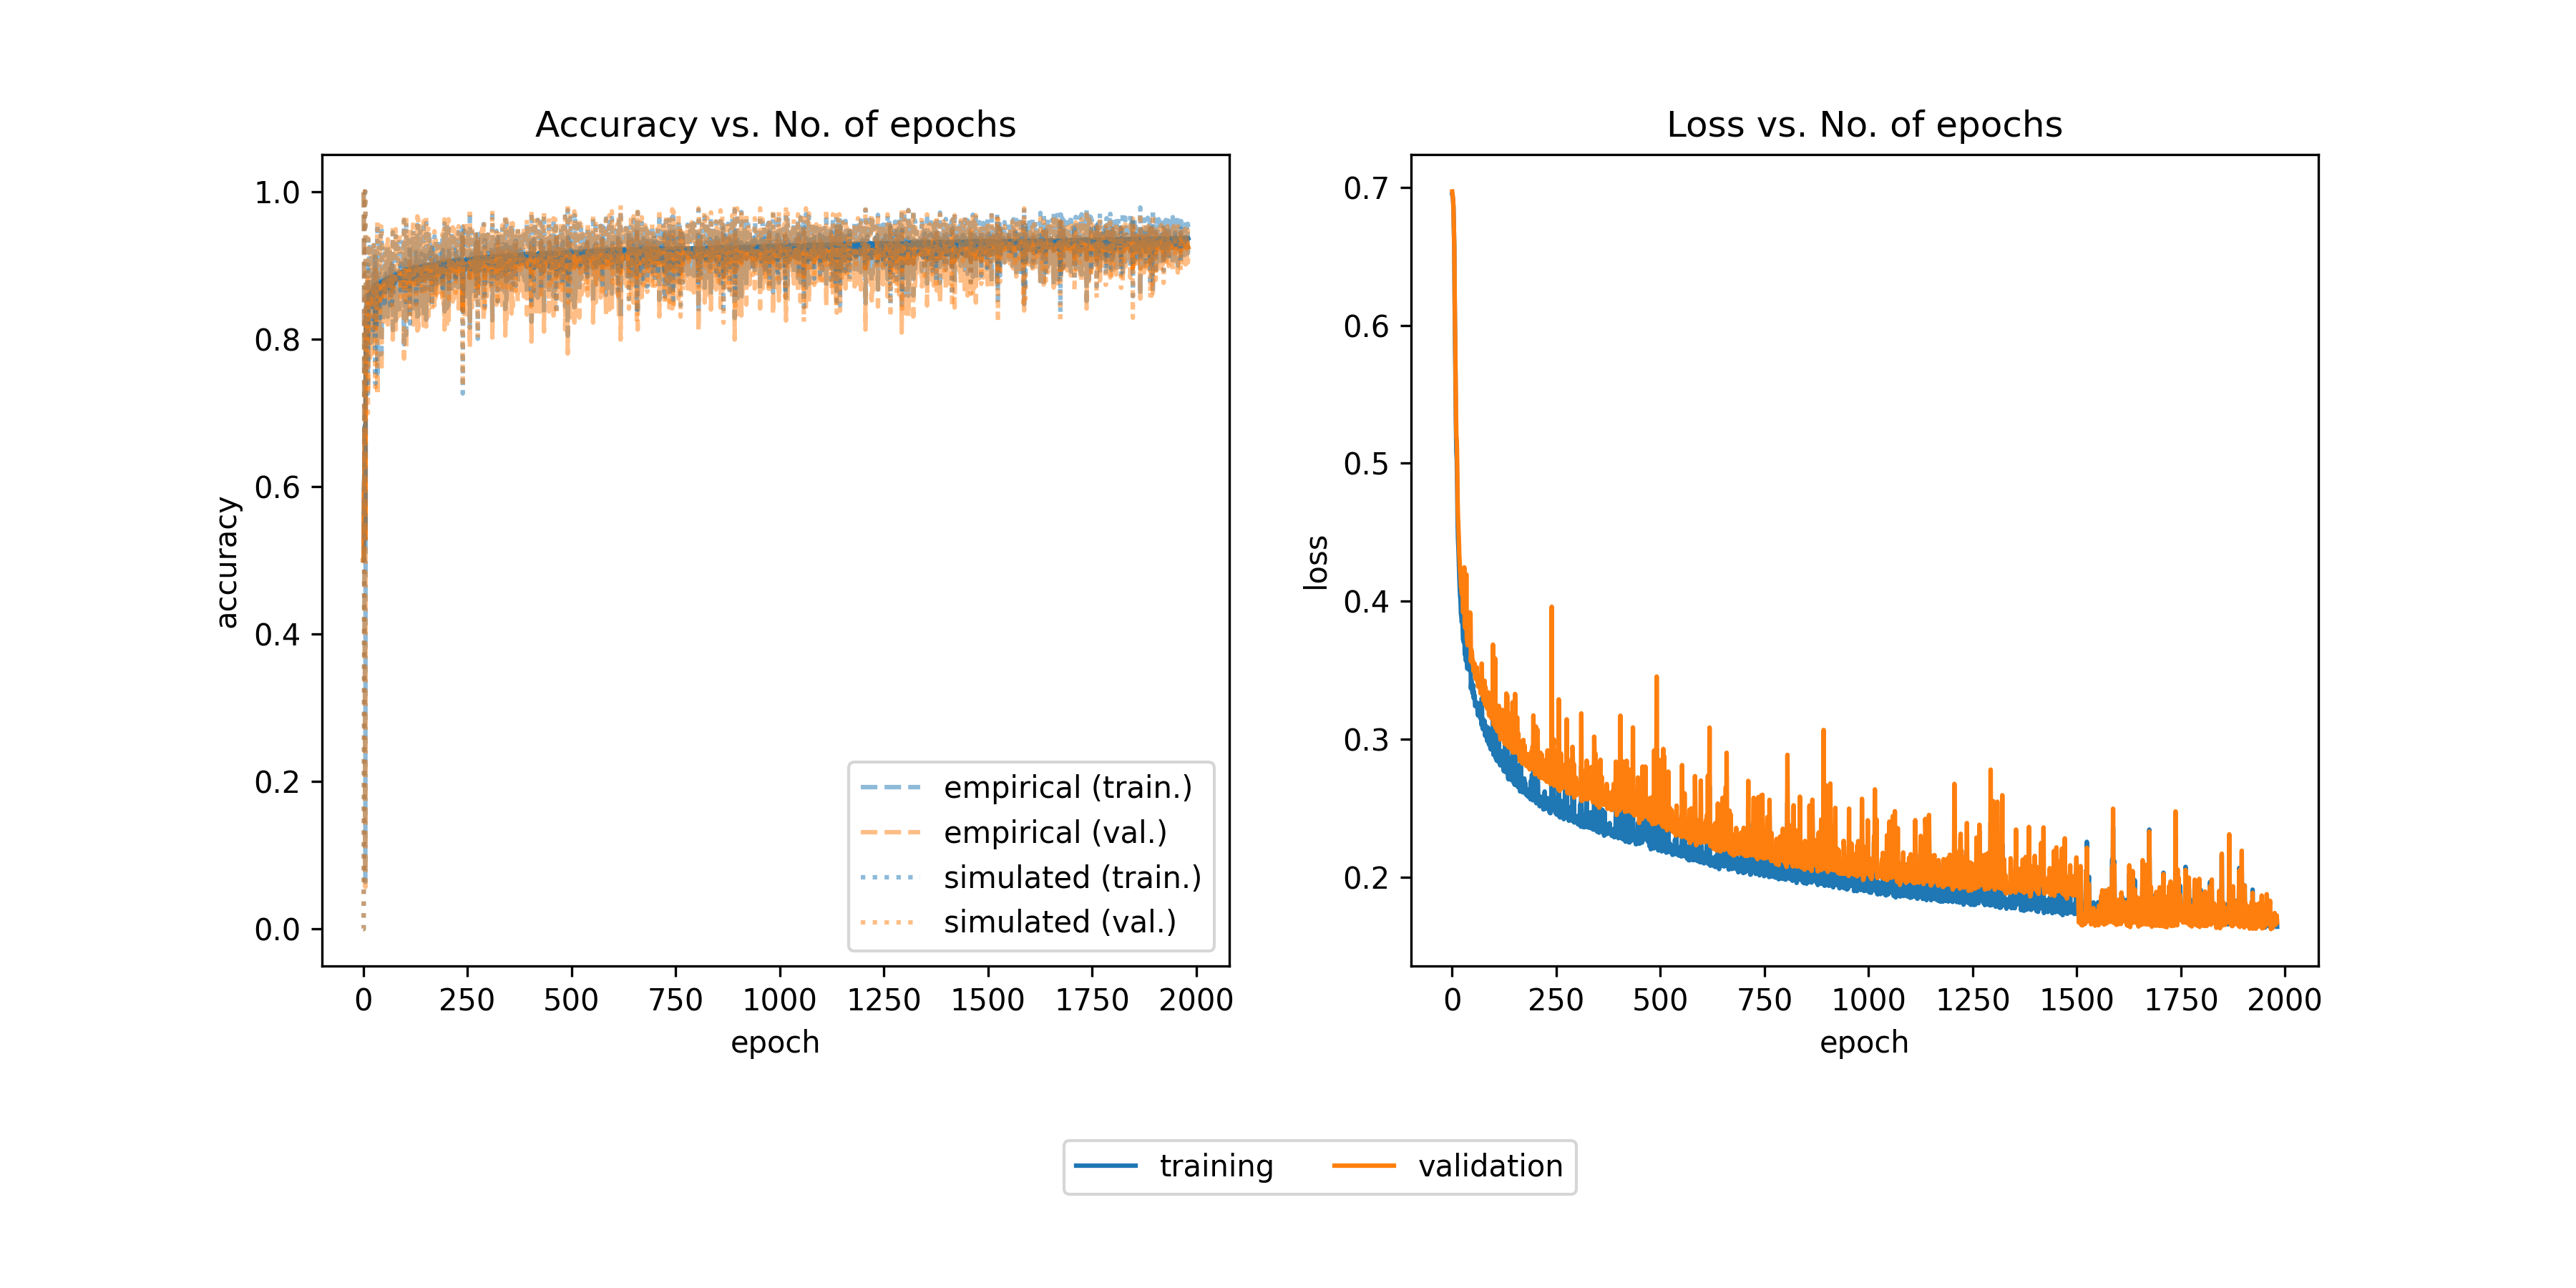 Accuracy vs. No. of epochs
1.0
0.8
0.6
0.4
0.2
0.0
accuracy
0 250 500 750 1000 1250 1500 1750 2000
epoch
empirical (train.)
empirical (val.)
simulated (train.)
simulated (val.)
Loss vs. No. of epochs
0.7
0.6
0.5
0.4
0.3
0.2
loss
0 250 500 750 1000 1250 1500 1750 2000
epoch
training validation